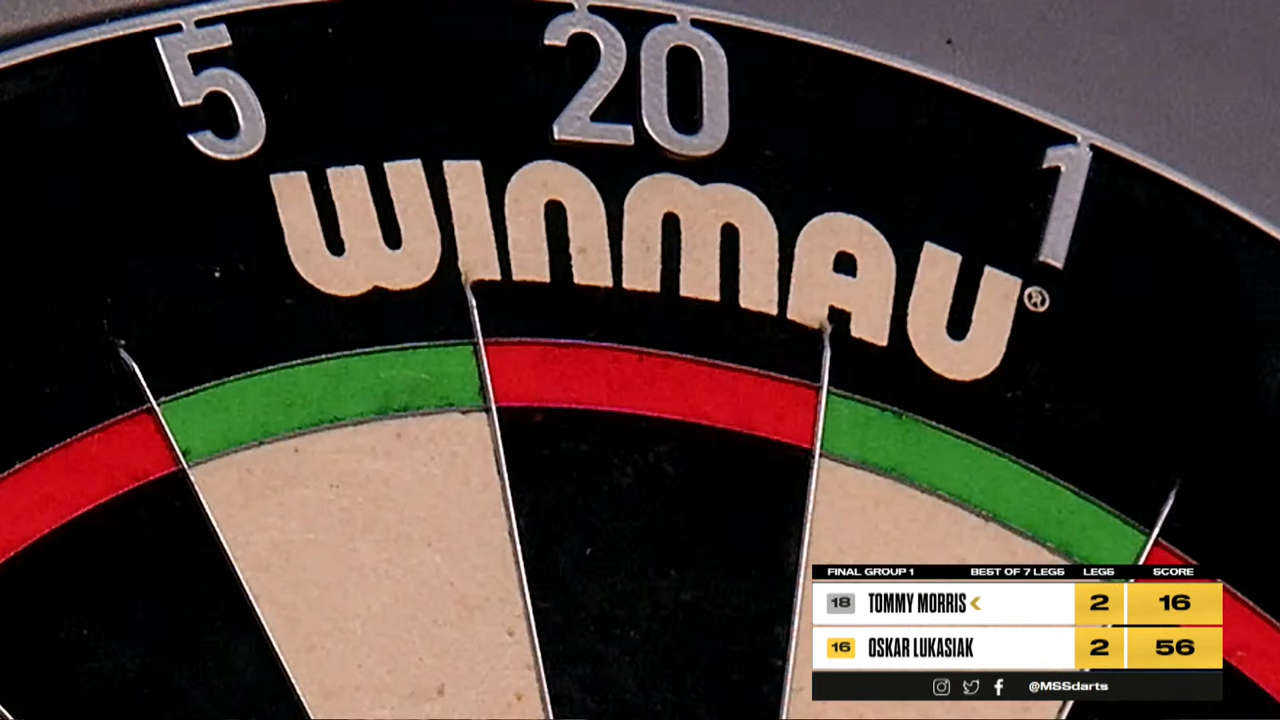 5 20 1
WINMAU®
FINAL GROUP 1 BEST OF 7 LEGS LEGS SCORE
18 TOMMY MORRIS 2 16
16 OSKAR LUKASIAK 2 56
@MSSdarts